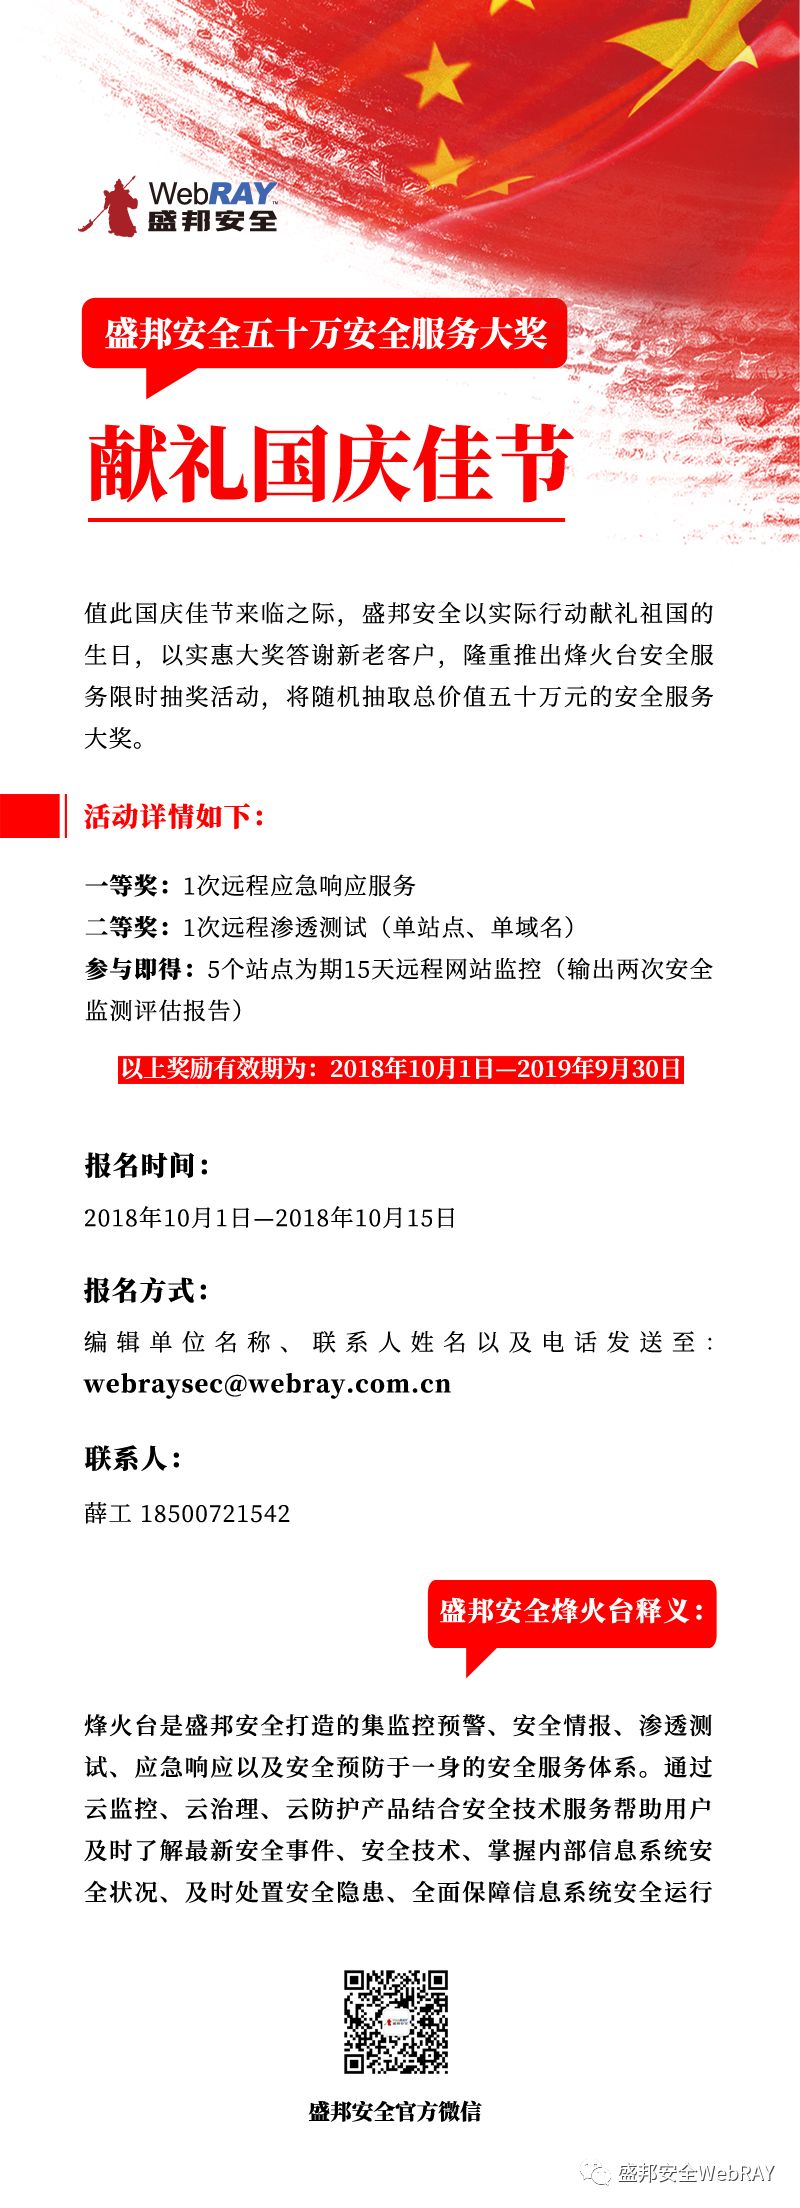 WebRAY™
盛邦安全
盛邦安全五十万安全服务大奖
献礼国庆佳节
值此国庆佳节来临之际，盛邦安全以实际行动献礼祖国的
生日，以实惠大奖答谢新老客户，隆重推出烽火台安全服
务限时抽奖活动，将随机抽取总价值五十万元的安全服务
大奖。
活动详情如下：
一等奖：1次远程应急响应服务
二等奖：1次远程渗透测试（单站点、单域名）
参与即得：5个站点为期15天远程网站监控（输出两次安全
监测评估报告）
以上奖励有效期为：2018年10月1日—2019年9月30日
报名时间：
2018年10月1日—2018年10月15日
报名方式：
编辑单位名称、联系人姓名以及电话发送至：
webraysec@webray.com.cn
联系人：
薛工 18500721542
盛邦安全烽火台释义：
烽火台是盛邦安全打造的集监控预警、安全情报、渗透测
试、应急响应以及安全预防于一身的安全服务体系。通过
云监控、云治理、云防护产品结合安全技术服务帮助用户
及时了解最新安全事件、安全技术、掌握内部信息系统安
全状况、及时处置安全隐患、全面保障信息系统安全运行
盛邦安全官方微信
盛邦安全WebRAY